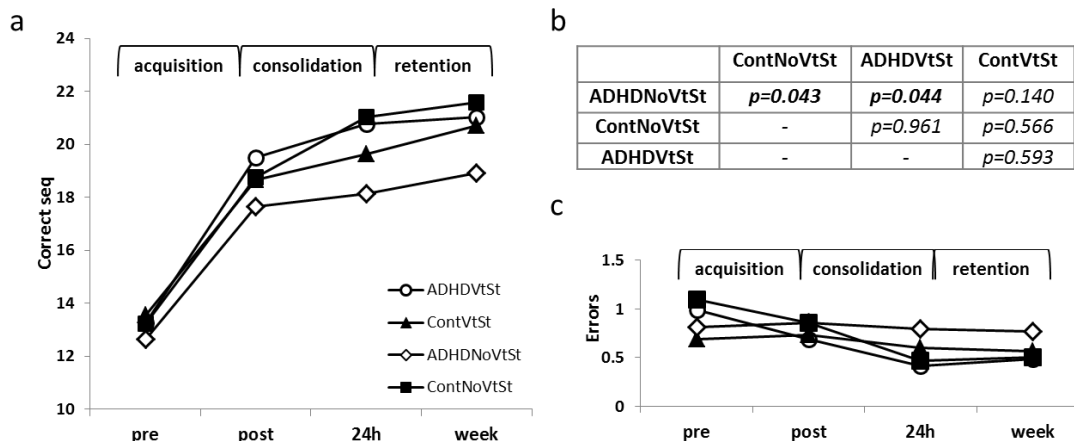 a
24
22
20
18
16
14
12
10
Correct seq
acquisition consolidation retention
ADHDVtSt
ContVtSt
ADHDNoVtSt
ContNoVtSt
pre post 24h week
b
ContNoVtSt ADHDVtSt ContVtSt
ADHDNoVtSt p=0.043 p=0.044 p=0.140
ContNoVtSt - p=0.961 p=0.566
ADHDVtSt - - p=0.593
c
1.5
1
0.5
0
Errors
acquisition consolidation retention
pre post 24h week